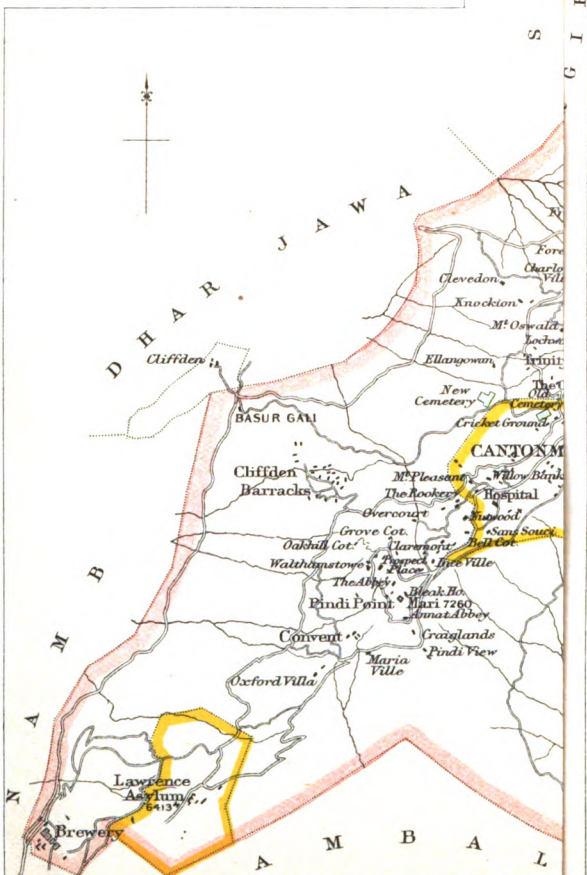 S
GI
DHAR JAWA
Clevedon
Knockion
Mt. Oswald
Ellangowan
Cliffden
New
Cemetery
Cemetery
BASUR GALI
Cricket Ground
CANTONM
Cliffden
Barracks
Mt. Pleasant
Willow Bank
The Rookery
Hospital
Overcourt
Nutwood
Grove Cot.
Sans Souci
Oakhill Cot.
Claremont
Bell Cot.
Walthamstowe
Prospect
Place
The Abbey
Bleak Ho.
Pindi Point
Mari 7260
Annat Abbey
Convent
Craiglands
Pindi View
Maria
Ville
Oxford Villa
NAMB
Lawrence
Asylum
6413
Brewery
AMBAL